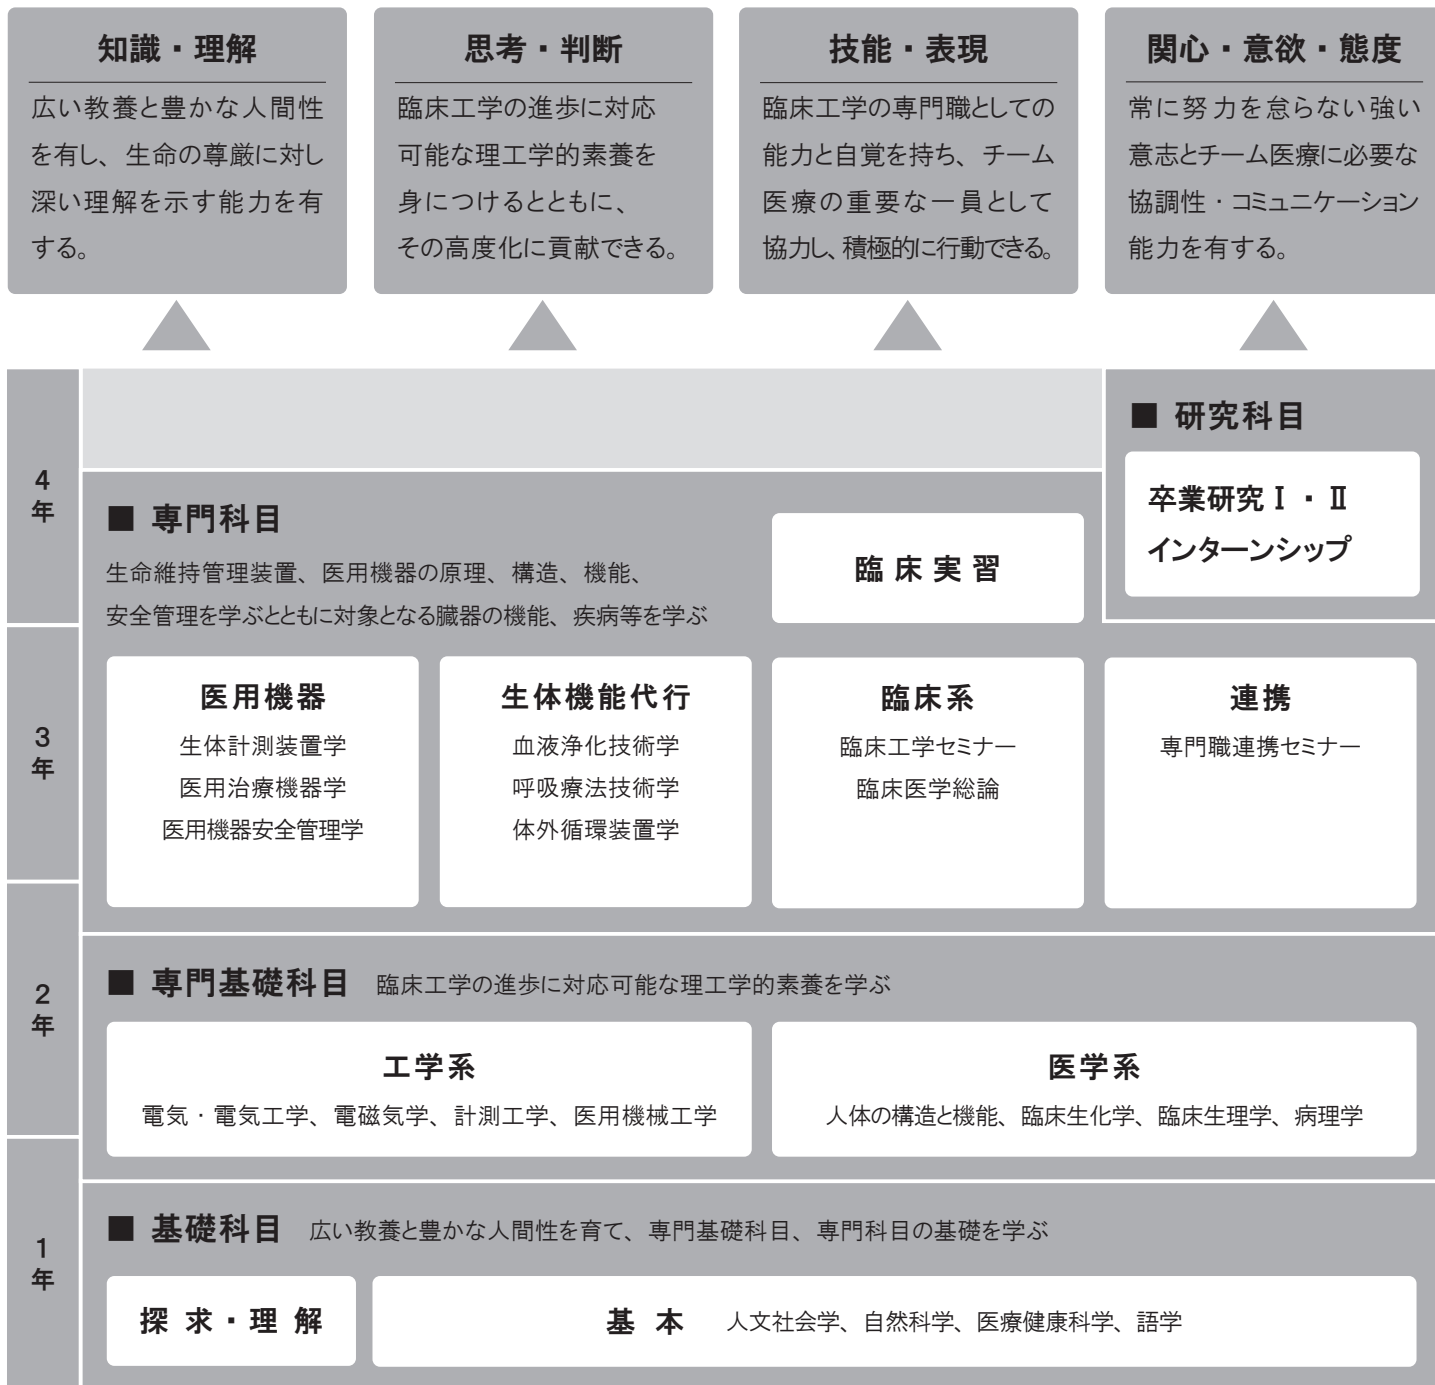 知識・理解
広い教養と豊かな人間性
を有し、生命の尊厳に対し
深い理解を示す能力を有
する。
思考・判断
臨床工学の進歩に対応
可能な理工学的素養を
身につけるとともに、
その高度化に貢献できる。
技能・表現
臨床工学の専門職としての
能力と自覚を持ち、チーム
医療の重要な一員として
協力し、積極的に行動できる。
関心・意欲・態度
常に努力を怠らない強い
意志とチーム医療に必要な
協調性・コミュニケーション
能力を有する。
4年
■ 研究科目
卒業研究Ⅰ・Ⅱ
インターンシップ
■ 専門科目
生命維持管理装置、医用機器の原理、構造、機能、
安全管理を学ぶとともに対象となる臓器の機能、疾病等を学ぶ
臨床実習
3年
医用機器
生体計測装置学
医用治療機器学
医用機器安全管理学
生体機能代行
血液浄化技術学
呼吸療法技術学
体外循環装置学
臨床系
臨床工学セミナー
臨床医学総論
連携
専門職連携セミナー
2年
■ 専門基礎科目 臨床工学の進歩に対応可能な理工学的素養を学ぶ
工学系
電気・電気工学、電磁気学、計測工学、医用機械工学
医学系
人体の構造と機能、臨床生化学、臨床生理学、病理学
1年
■ 基礎科目 広い教養と豊かな人間性を育て、専門基礎科目、専門科目の基礎を学ぶ
探求・理解
基本 人文社会学、自然科学、医療健康科学、語学